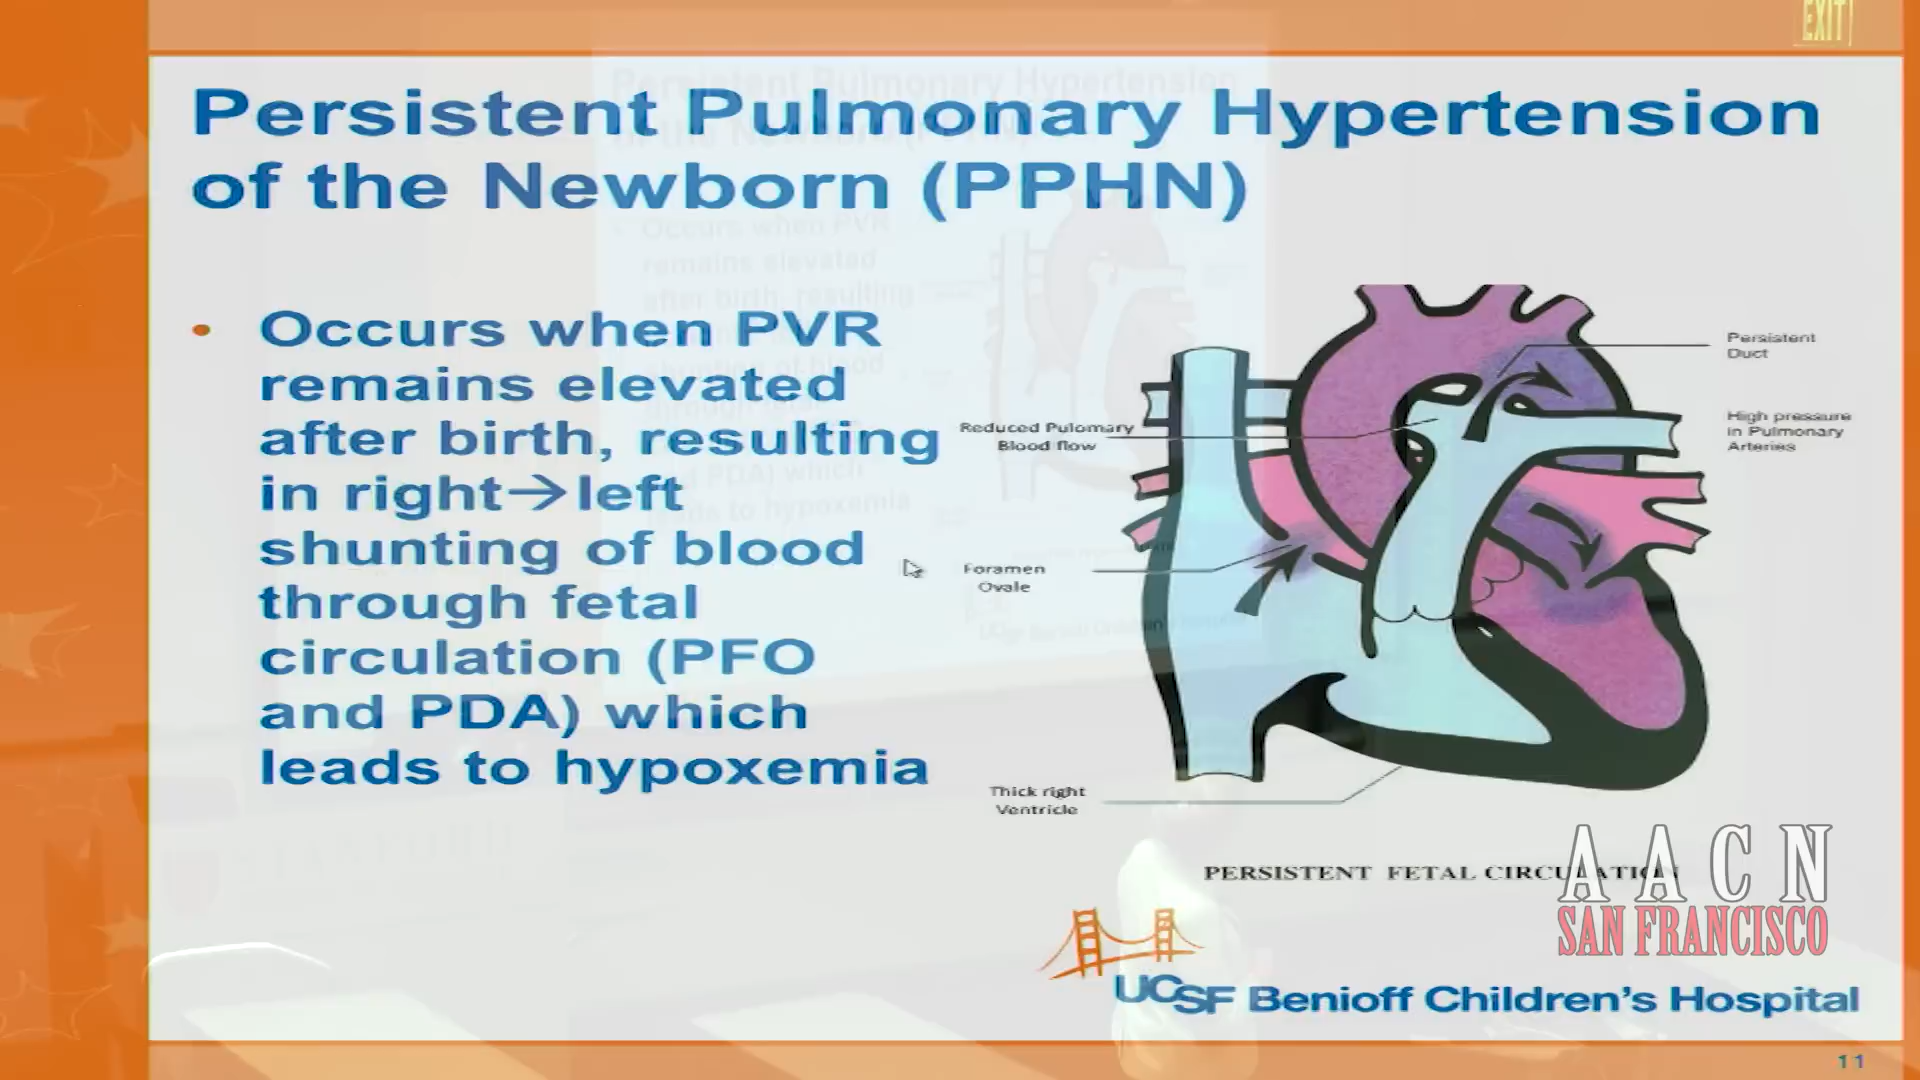 EXIT
Persistent Pulmonary Hypertension
of the Newborn (PPHN)
• Occurs when PVR
remains elevated
after birth, resulting
in right→left
shunting of blood
through fetal
circulation (PFO
and PDA) which
leads to hypoxemia
Persistent
Duct
Reduced Pulomary
Blood flow
High pressure
in Pulmonary
Arteries
Foramen
Ovale
Thick right
Ventricle
PERSISTENT FETAL CIRCULATION
A A C N
SAN FRANCISCO
UCSF Benioff Children's Hospital
11